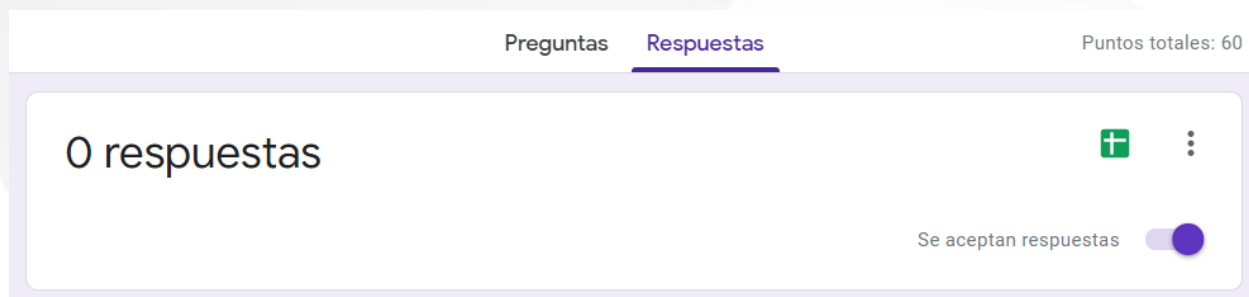 Preguntas Respuestas Puntos totales: 60
0 respuestas
Se aceptan respuestas